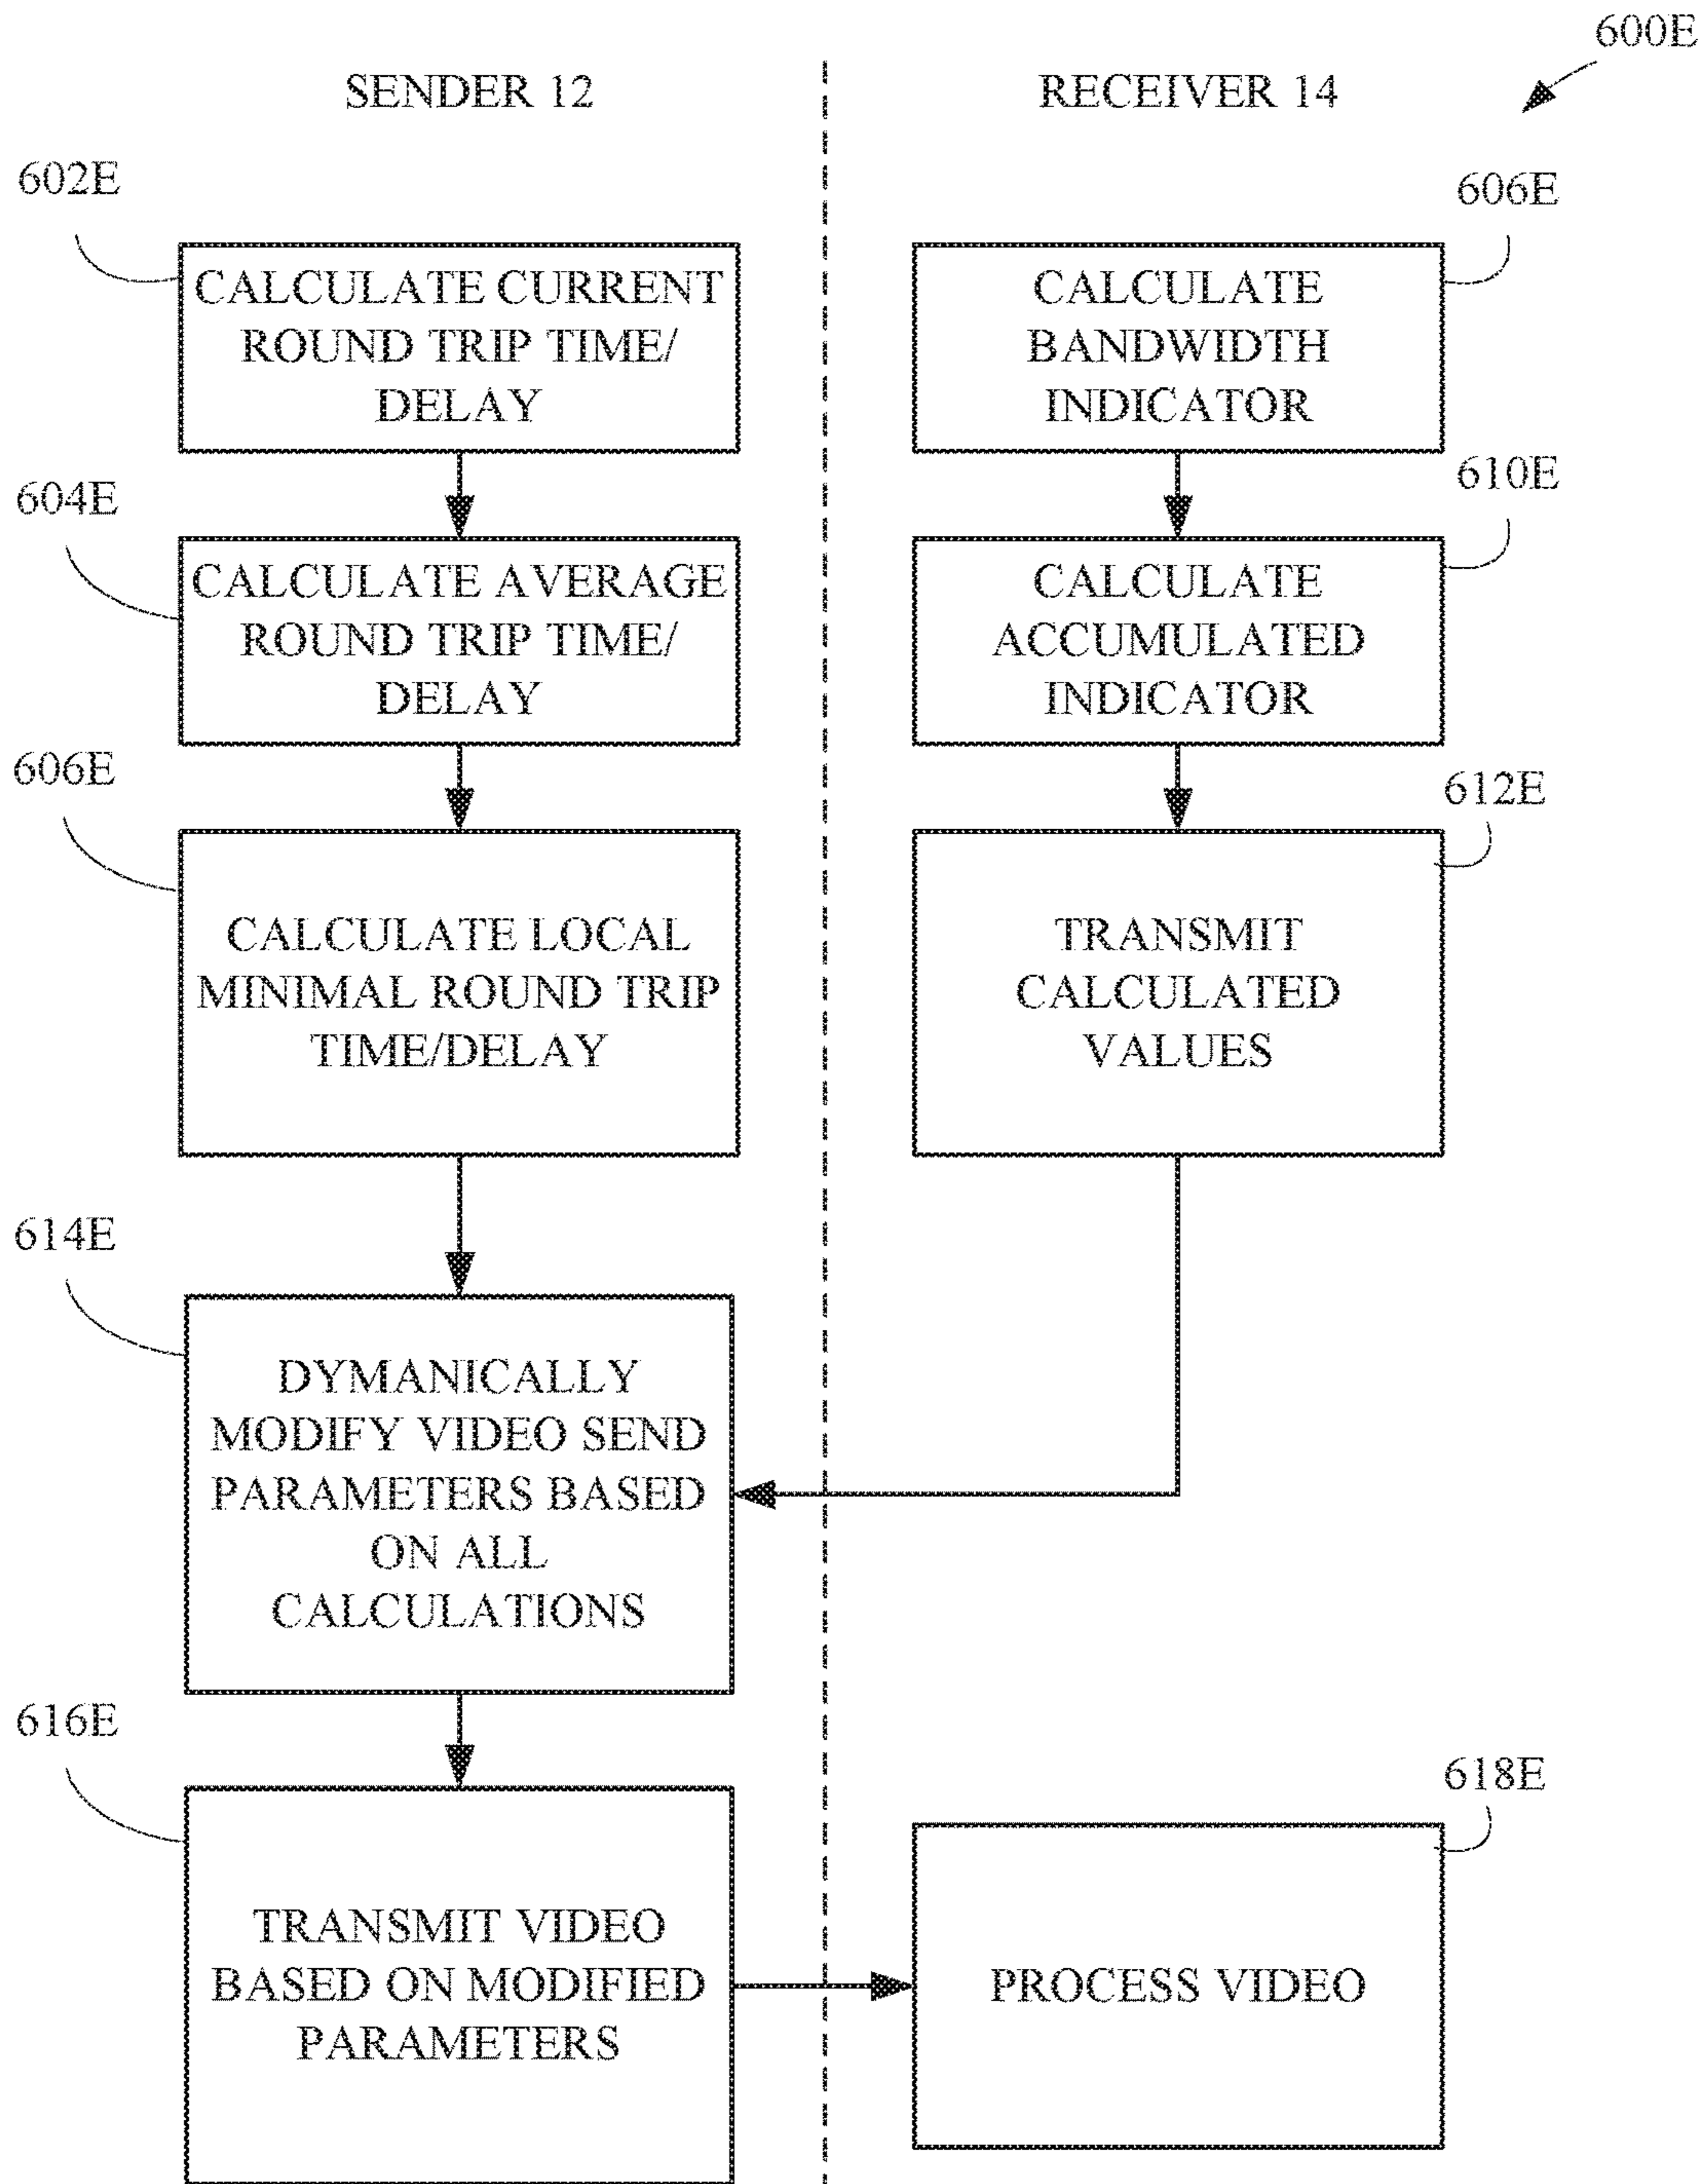 600E
SENDER 12
RECEIVER 14
602E
606E
CALCULATE CURRENT
ROUND TRIP TIME/
DELAY
CALCULATE
BANDWIDTH
INDICATOR
604E
610E
CALCULATE AVERAGE
ROUND TRIP TIME/
DELAY
CALCULATE
ACCUMULATED
INDICATOR
606E
612E
CALCULATE LOCAL
MINIMAL ROUND TRIP
TIME/DELAY
TRANSMIT
CALCULATED
VALUES
614E
DYMANICALLY
MODIFY VIDEO SEND
PARAMETERS BASED
ON ALL
CALCULATIONS
616E
618E
TRANSMIT VIDEO
BASED ON MODIFIED
PARAMETERS
PROCESS VIDEO